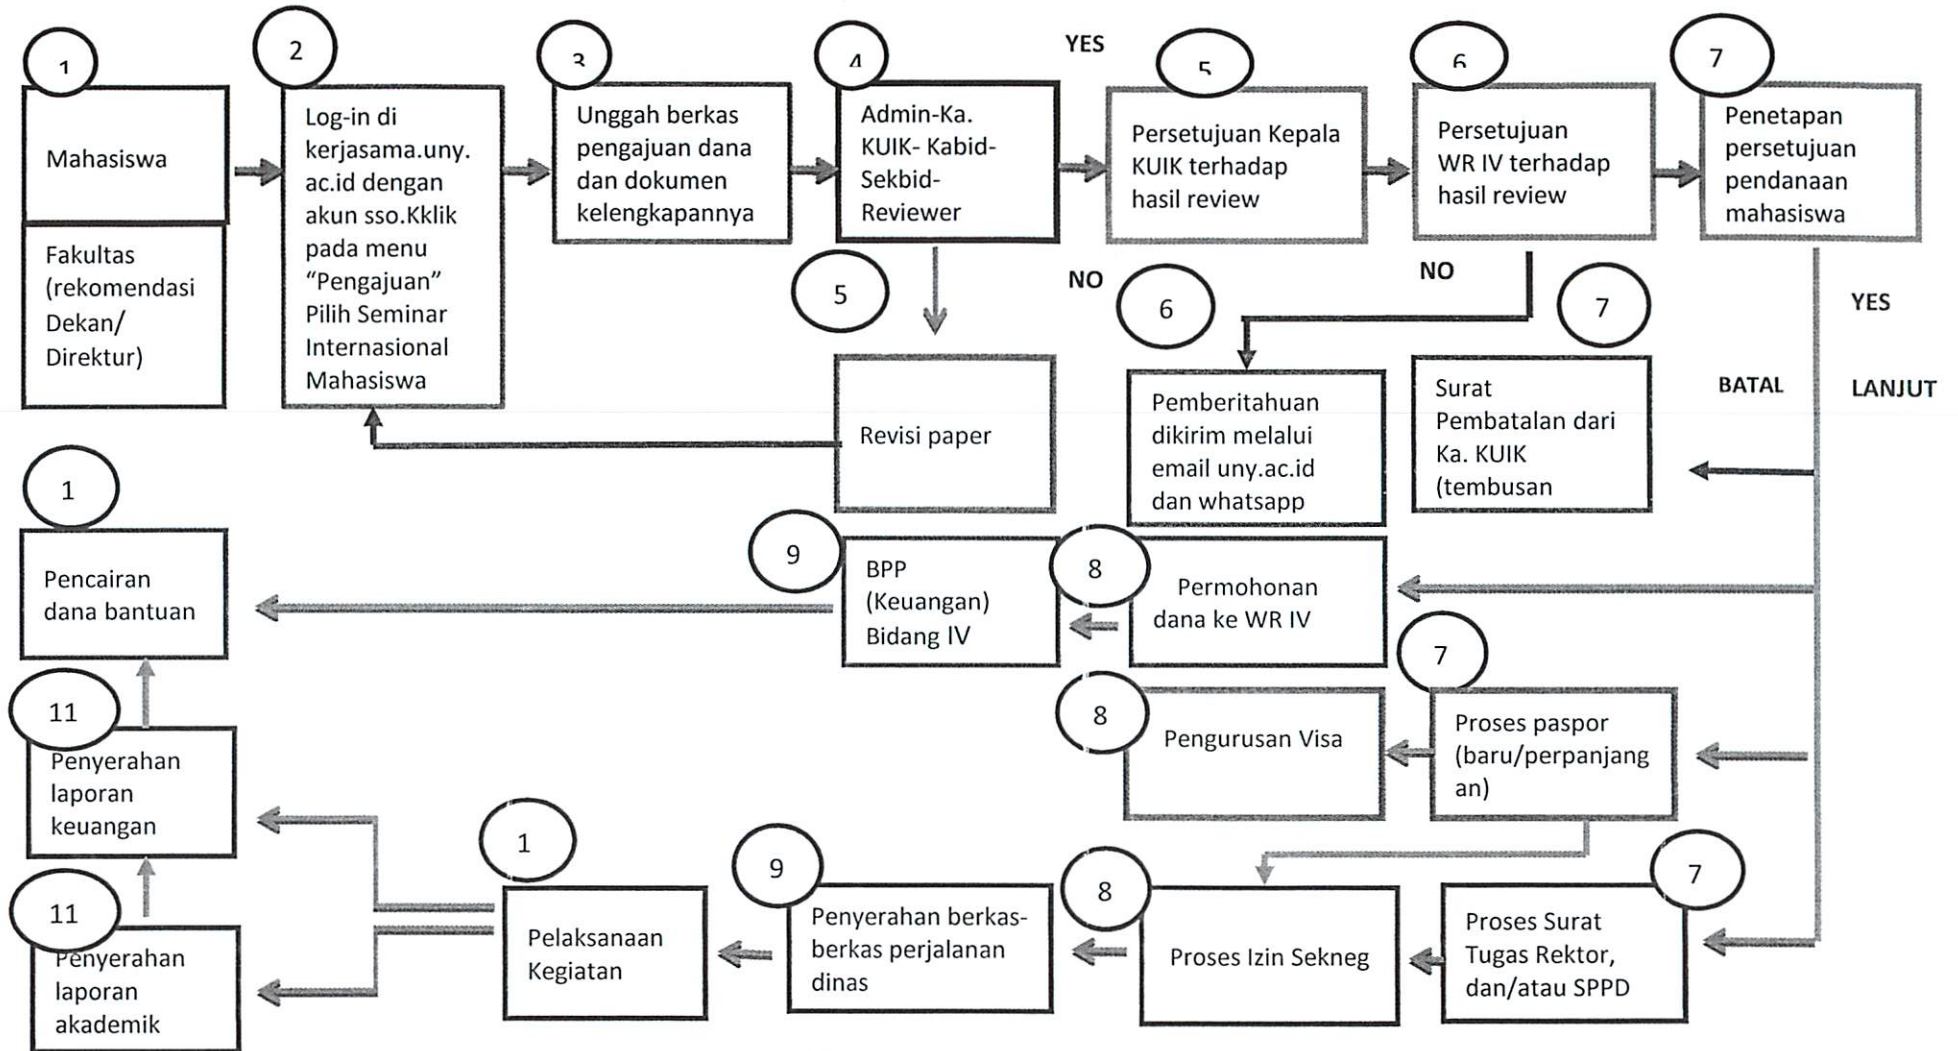 1
Mahasiswa
Fakultas
(rekomendasi
Dekan/
Direktur)
2
Log-in di
kerjasama.uny.
ac.id dengan
akun sso.Kklik
pada menu
“Pengajuan”
Pilih Seminar
Internasional
Mahasiswa
3
Unggah berkas
pengajuan dana
dan dokumen
kelengkapannya
4
Admin-Ka.
KUIK- Kabid-
Sekbid-
Reviewer
YES
5
Persetujuan Kepala
KUIK terhadap
hasil review
6
Persetujuan
WR IV terhadap
hasil review
7
Penetapan
persetujuan
pendanaan
mahasiswa
5
Revisi paper
NO
6
Pemberitahuan
dikirim melalui
email uny.ac.id
dan whatsapp
NO
7
Surat
Pembatalan dari
Ka. KUIK
(tembusan
BATAL
YES
LANJUT
1
Pencairan
dana bantuan
9
BPP
(Keuangan)
Bidang IV
8
Permohonan
dana ke WR IV
8
Pengurusan Visa
7
Proses paspor
(baru/perpanjang
an)
11
Penyerahan
laporan
keuangan
11
Penyerahan
laporan
akademik
1
Pelaksanaan
Kegiatan
9
Penyerahan berkas-
berkas perjalanan
dinas
8
Proses Izin Sekneg
7
Proses Surat
Tugas Rektor,
dan/atau SPPD